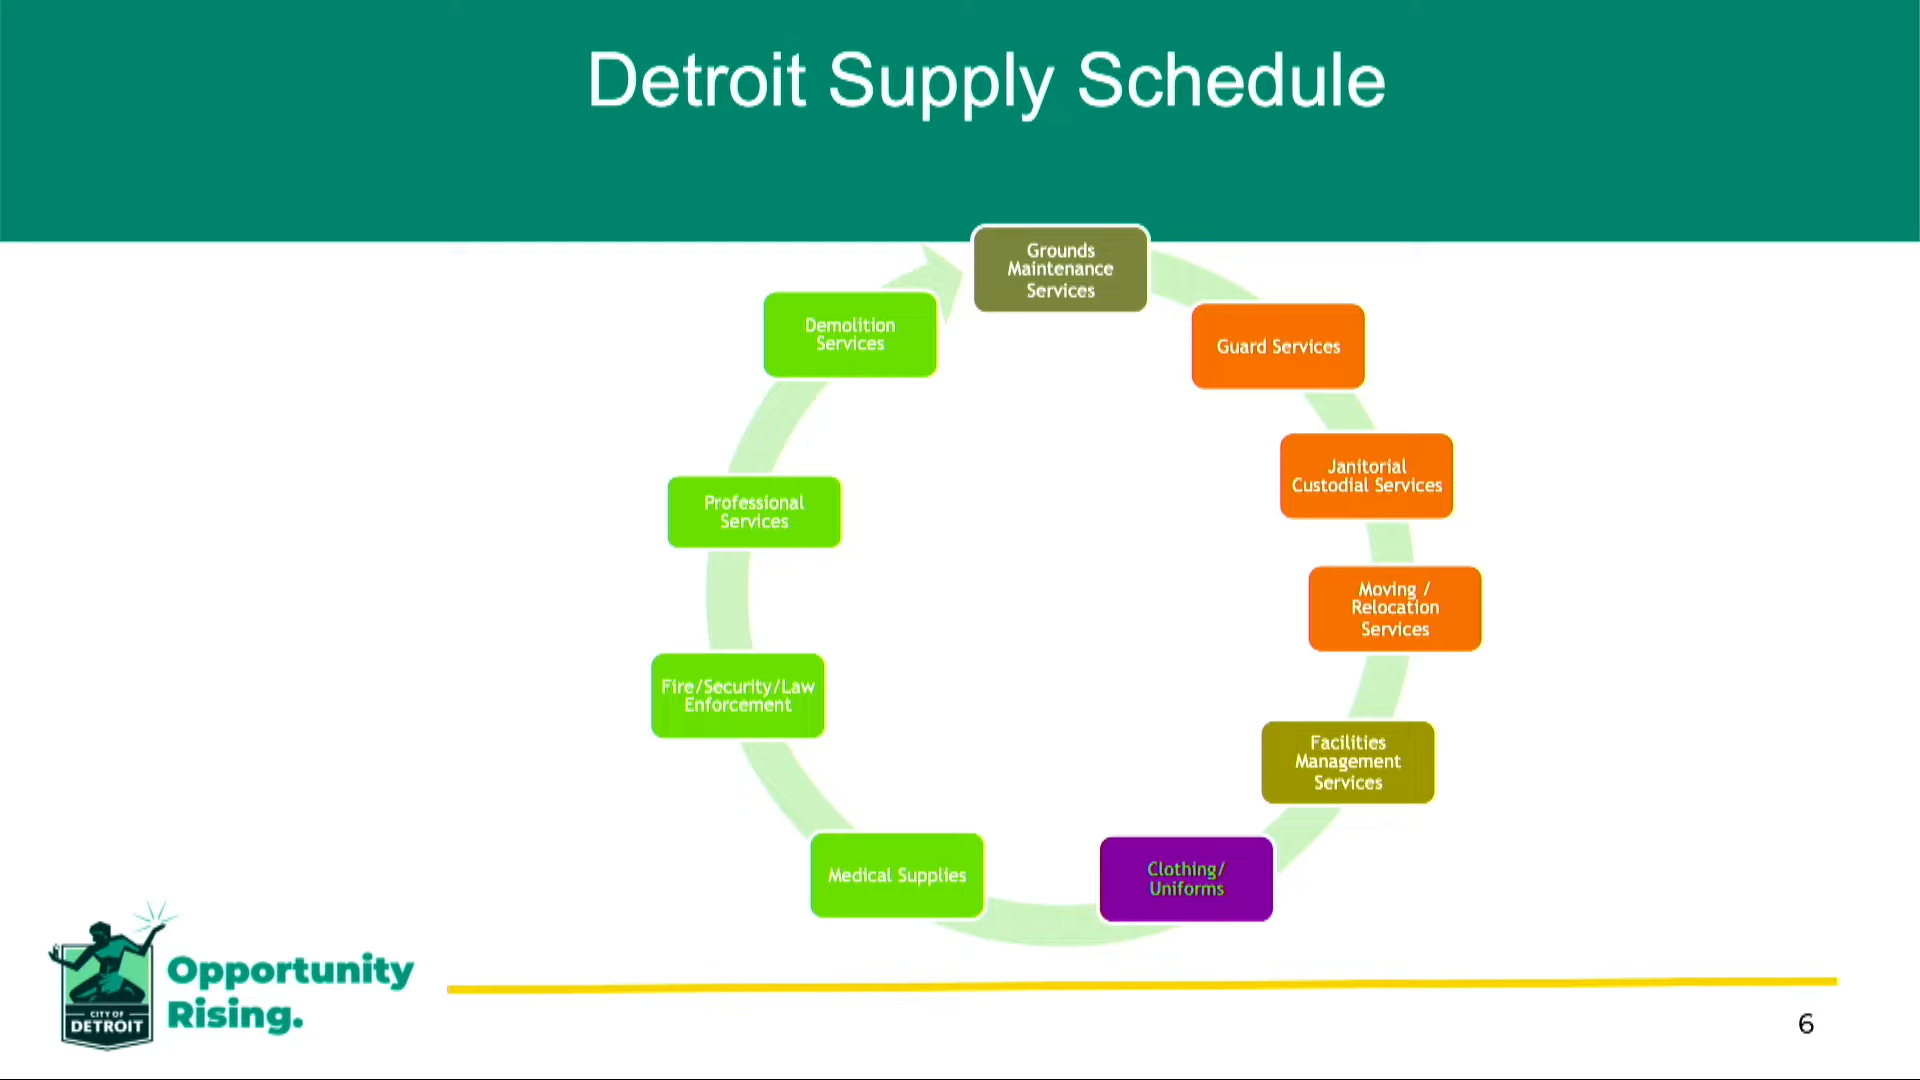 Detroit Supply Schedule
Grounds
Maintenance
Services
Guard Services
Janitorial
Custodial Services
Moving /
Relocation
Services
Facilities
Management
Services
Clothing/
Uniforms
Medical Supplies
Fire/Security/Law
Enforcement
Professional
Services
Demolition
Services
CITY OF
DETROIT
Opportunity
Rising.
6